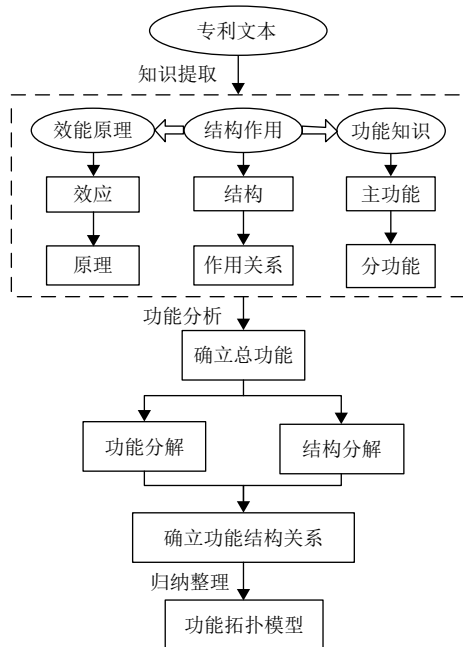 专利文本
知识提取
效能原理
结构作用
功能知识
效应
结构
主功能
原理
作用关系
分功能
功能分析
确立总功能
功能分解
结构分解
确立功能结构关系
归纳整理
功能拓扑模型